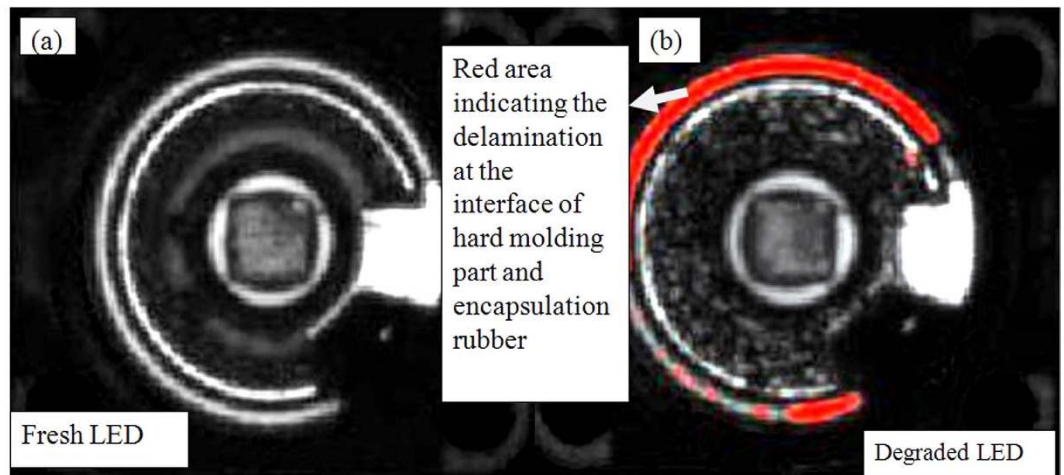 (a)
Red area
indicating the
delamination
at the
interface of
hard molding
part and
encapsulation
rubber
(b)
Fresh LED
Degraded LED